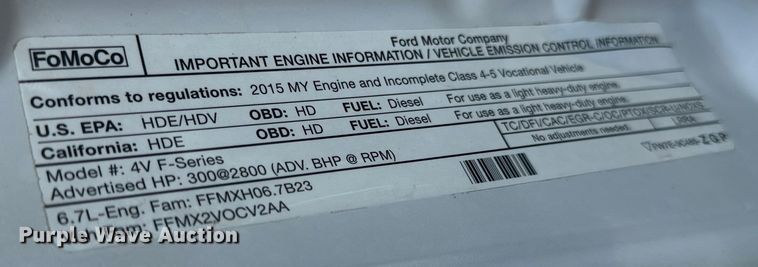 FoMoCo
Ford Motor Company
IMPORTANT ENGINE INFORMATION / VEHICLE EMISSION CONTROL INFORMATION
Conforms to regulations: 2015 MY Engine and Incomplete Class 4-5 Vocational Vehicle
U.S. EPA: HDE/HDV OBD: HD FUEL: Diesel For use as a light heavy-duty engine.
California: HDE OBD: HD FUEL: Diesel For use as a light heavy-duty engine.
Model #: 4V F-Series
Advertised HP: 300@2800 (ADV. BHP @ RPM)
No adjustments needed.
6.7L-Eng: Fam: FFMXH06.7B23
FFMX2VOCV2AA
Purple Wave Auction